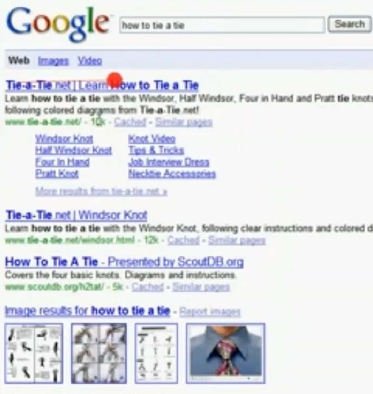 Google how to tie a tie Search
Web Images Video
Tie-a-Tie.net | Learn How to Tie a Tie
Learn how to tie a tie with the Windsor, Half Windsor, Four in Hand and Pratt tie knots
following colored diagrams from Tie-a-Tie.net!
www.tie-a-tie.net/ - 10k - Cached - Similar pages
Windsor Knot Knot Video
Half Windsor Knot Tips & Tricks
Four In Hand Job Interview Dress
Pratt Knot Necktie Accessories
More results from tie-a-tie.net »
Tie-a-Tie.net | Windsor Knot
Learn how to tie a tie with the Windsor Knot, following clear instructions and colored d
www.tie-a-tie.net/windsor.html - 12k - Cached - Similar pages
How To Tie A Tie - Presented by ScoutDB.org
Covers the four basic knots. Diagrams and instructions.
www.scoutdb.org/h2tat/ - 5k - Cached - Similar pages
Image results for how to tie a tie - Report images